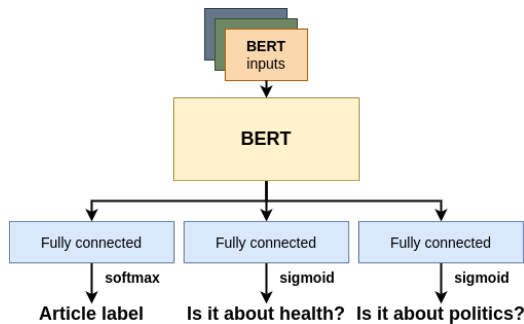 BERT
inputs
BERT
Fully connected
Fully connected
Fully connected
softmax
sigmoid
sigmoid
Article label
Is it about health?
Is it about politics?